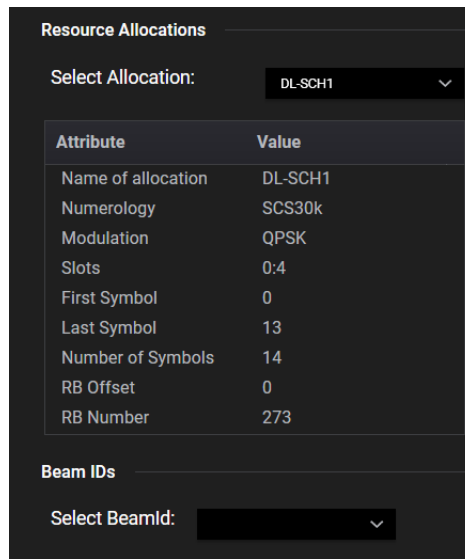 Resource Allocations
Select Allocation: DL-SCH1
Attribute Value
Name of allocation DL-SCH1
Numerology SCS30k
Modulation QPSK
Slots 0:4
First Symbol 0
Last Symbol 13
Number of Symbols 14
RB Offset 0
RB Number 273
Beam IDs
Select BeamId: